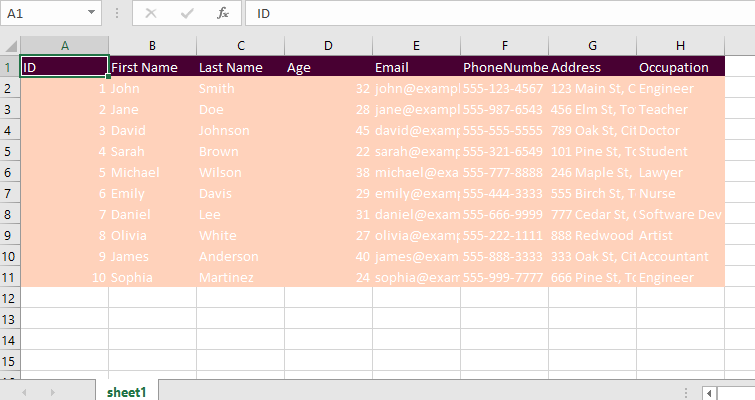 A1 fx ID
A B C D E F G H
1 ID First Name Last Name Age Email PhoneNumbe Address Occupation
2 1 John Smith 32 john@exampl 555-123-4567 123 Main St, C Engineer
3 2 Jane Doe 28 jane@exampl 555-987-6543 456 Elm St, To Teacher
4 3 David Johnson 45 david@examp 555-555-5555 789 Oak St, Cit Doctor
5 4 Sarah Brown 22 sarah@examp 555-321-6549 101 Pine St, To Student
6 5 Michael Wilson 38 michael@exa 555-777-8888 246 Maple St, Lawyer
7 6 Emily Davis 29 emily@examp 555-444-3333 555 Birch St, T Nurse
8 7 Daniel Lee 31 daniel@exam 555-666-9999 777 Cedar St, Software Dev
9 8 Olivia White 27 olivia@examp 555-222-1111 888 Redwood Artist
10 9 James Anderson 40 james@exam 555-888-3333 333 Oak St, Cit Accountant
11 10 Sophia Martinez 24 sophia@exam 555-999-7777 666 Pine St, To Engineer
12
13
14
15
sheet1